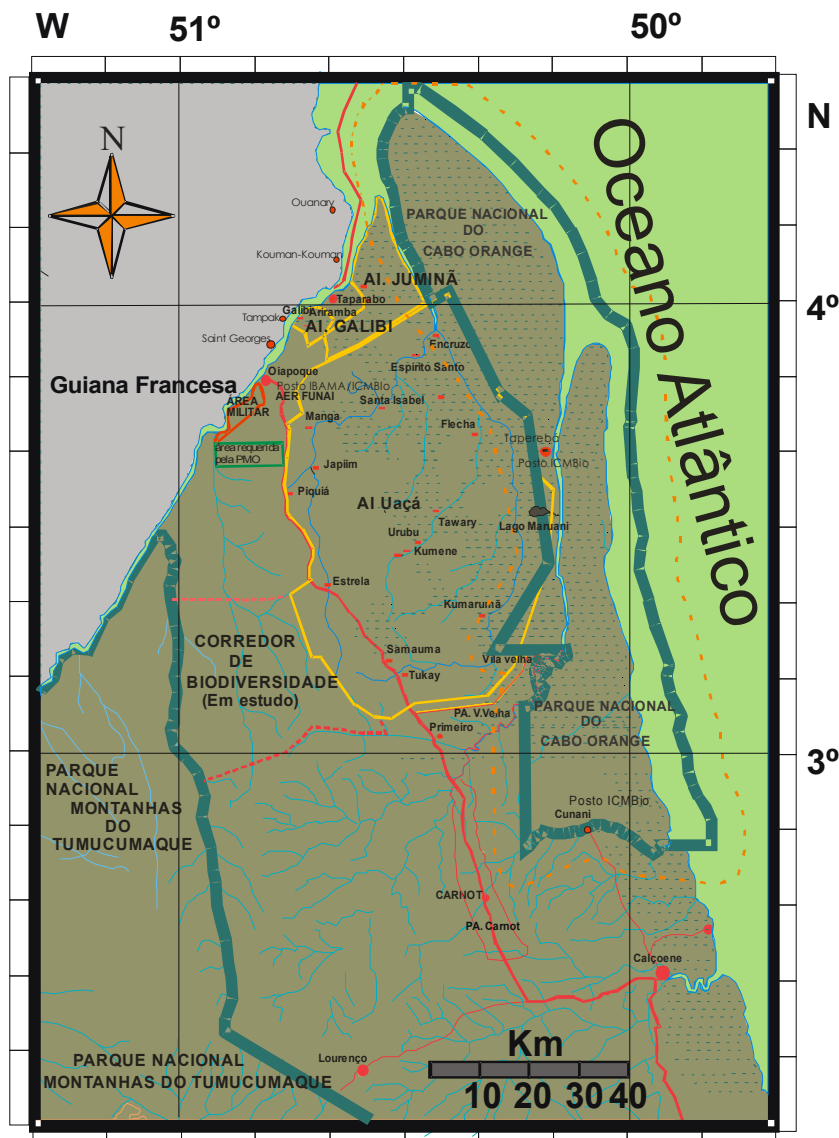 W
51º
50º
N
N
Oceano Atlântico
PARQUE NACIONAL
DO
CABO ORANGE
Ouanary
Kouman-Kouman
AI. JUMINÃ
Taparabo
4º
Galibi
Ariramba
Tampak
AI. GALIBI
Saint Georges
Encruzo
Espirito Santo
Guiana Francesa
Oiapoque
Posto IBAMA/ICMBIo
AER FUNAI
ÁREA
MILITAR
Santa Isabel
Manga
Flecha
Taperebá
Posto ICMBio
área requerida
pela PMO
Japiim
Piquiá
AI Uaçá
Tawary
Lago Maruani
Urubu
Kumene
Estrela
Kumarumã
CORREDOR
DE
BIODIVERSIDADE
(Em estudo)
Samauma
Vila velha
Tukay
PA. V.Velha
PARQUE NACIONAL
DO
CABO ORANGE
Primeiro
3º
PARQUE
NACIONAL
MONTANHAS
DO
TUMUCUMAQUE
Posto ICMBio
Cunani
CARNOT
PA. Carnot
Calçoene
Km
Lourenço
PARQUE NACIONAL
MONTANHAS DO TUMUCUMAQUE
10 20 30 40